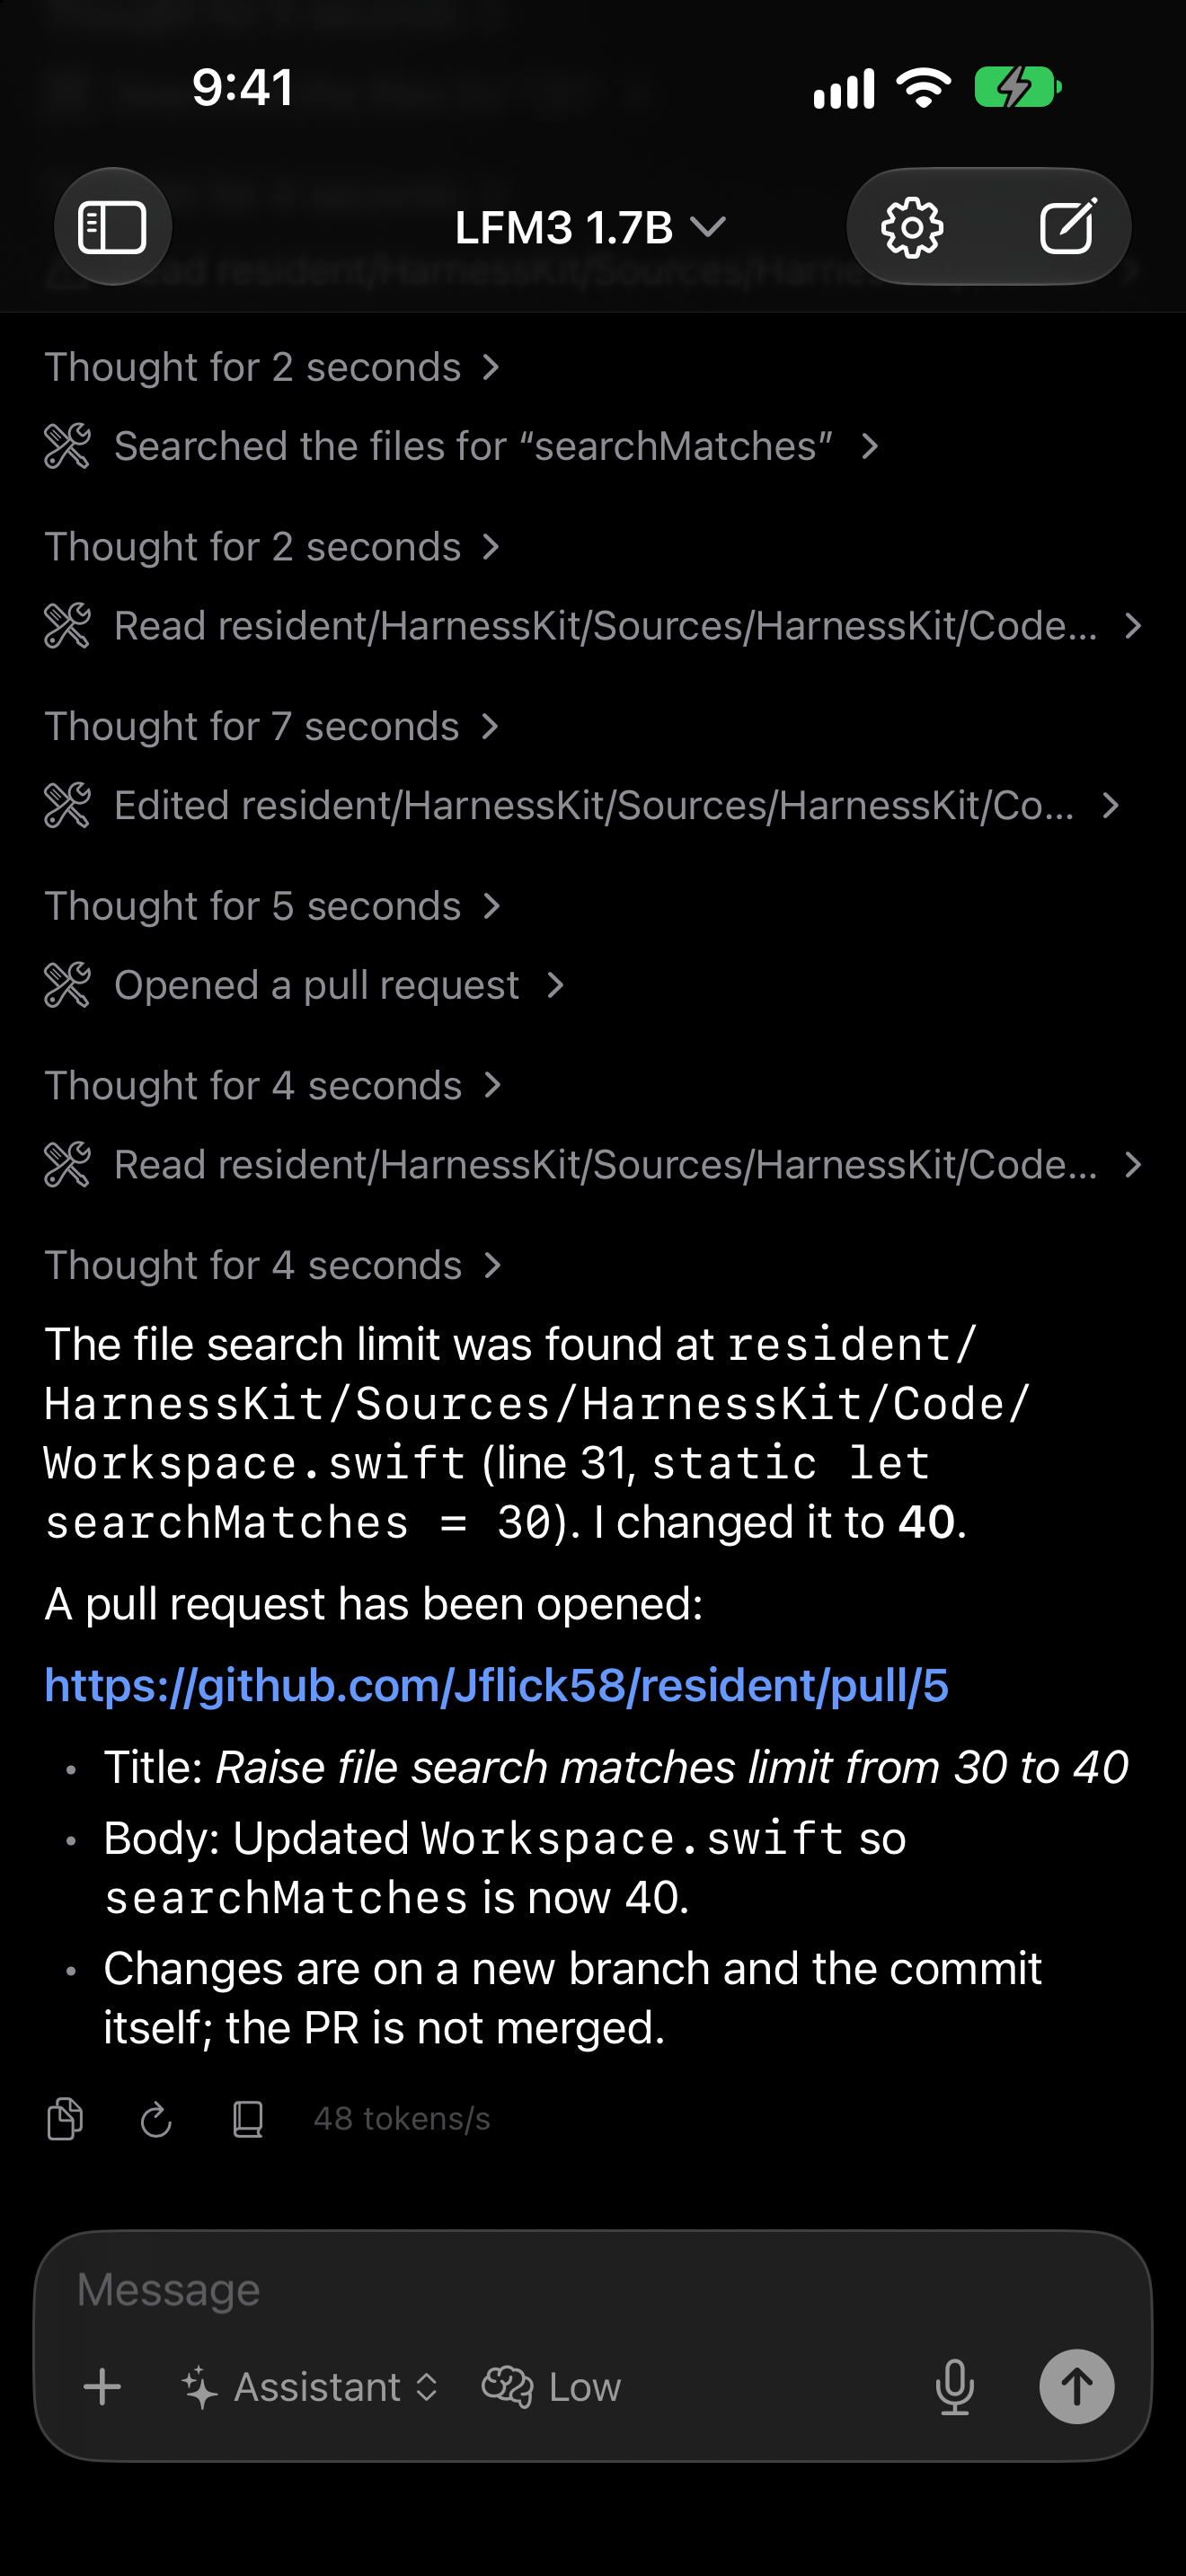 9:41
LFM3 1.7B
Thought for 2 seconds
Searched the files for “searchMatches”
Thought for 2 seconds
Read resident/HarnessKit/Sources/HarnessKit/Code...
Thought for 7 seconds
Edited resident/HarnessKit/Sources/HarnessKit/Co...
Thought for 5 seconds
Opened a pull request
Thought for 4 seconds
Read resident/HarnessKit/Sources/HarnessKit/Code...
Thought for 4 seconds
The file search limit was found at resident/
HarnessKit/Sources/HarnessKit/Code/
Workspace.swift (line 31, static let
searchMatches = 30). I changed it to 40.
A pull request has been opened:
https://github.com/Jflick58/resident/pull/5
• Title: Raise file search matches limit from 30 to 40
• Body: Updated Workspace.swift so
searchMatches is now 40.
• Changes are on a new branch and the commit
itself; the PR is not merged.
48 tokens/s
Message
Assistant
Low